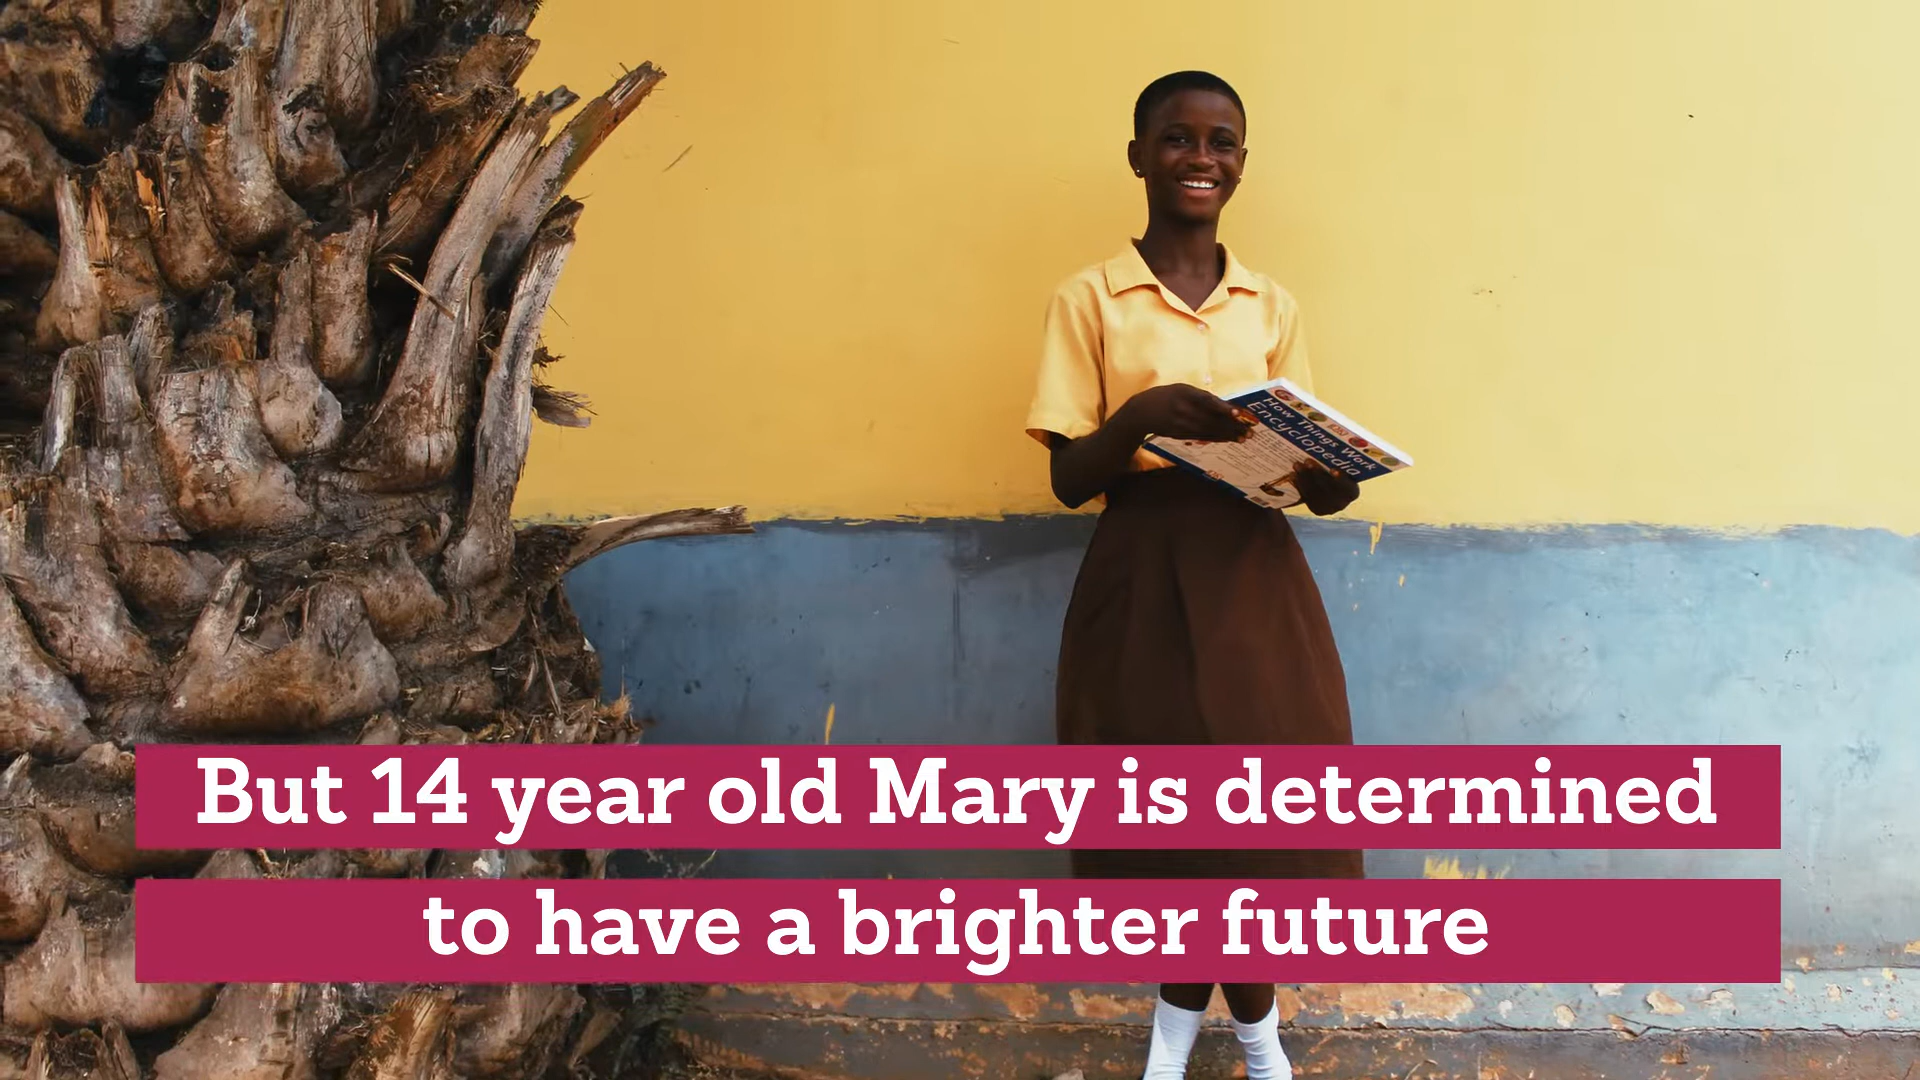 How Things Work
Encyclopedia
But 14 year old Mary is determined
to have a brighter future